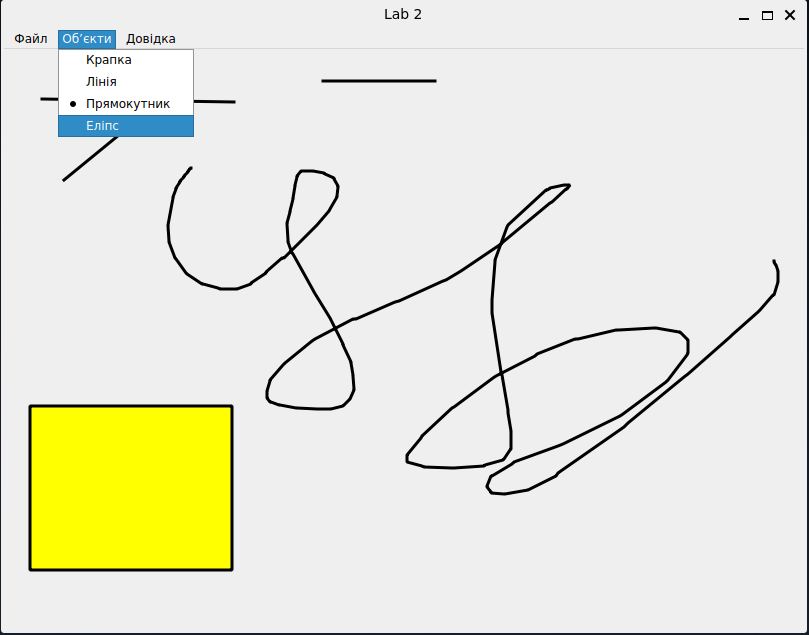 Lab 2
Файл Об'єкти Довідка
Крапка
Лінія
Прямокутник
Еліпс